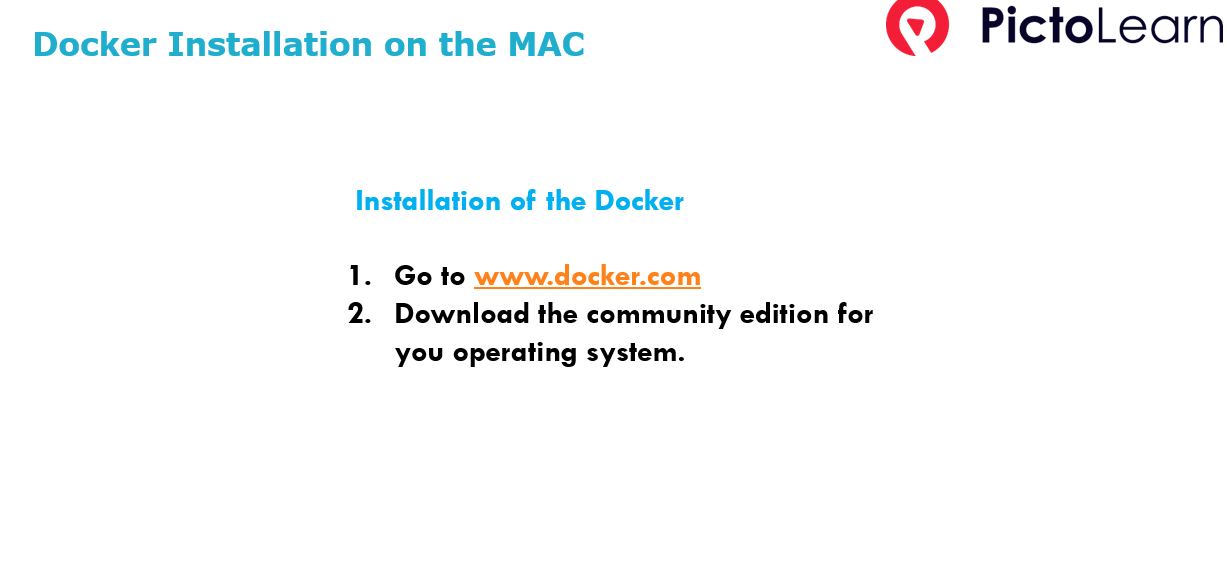 Docker Installation on the MAC
PictoLearn
Installation of the Docker
1. Go to www.docker.com
2. Download the community edition for
you operating system.